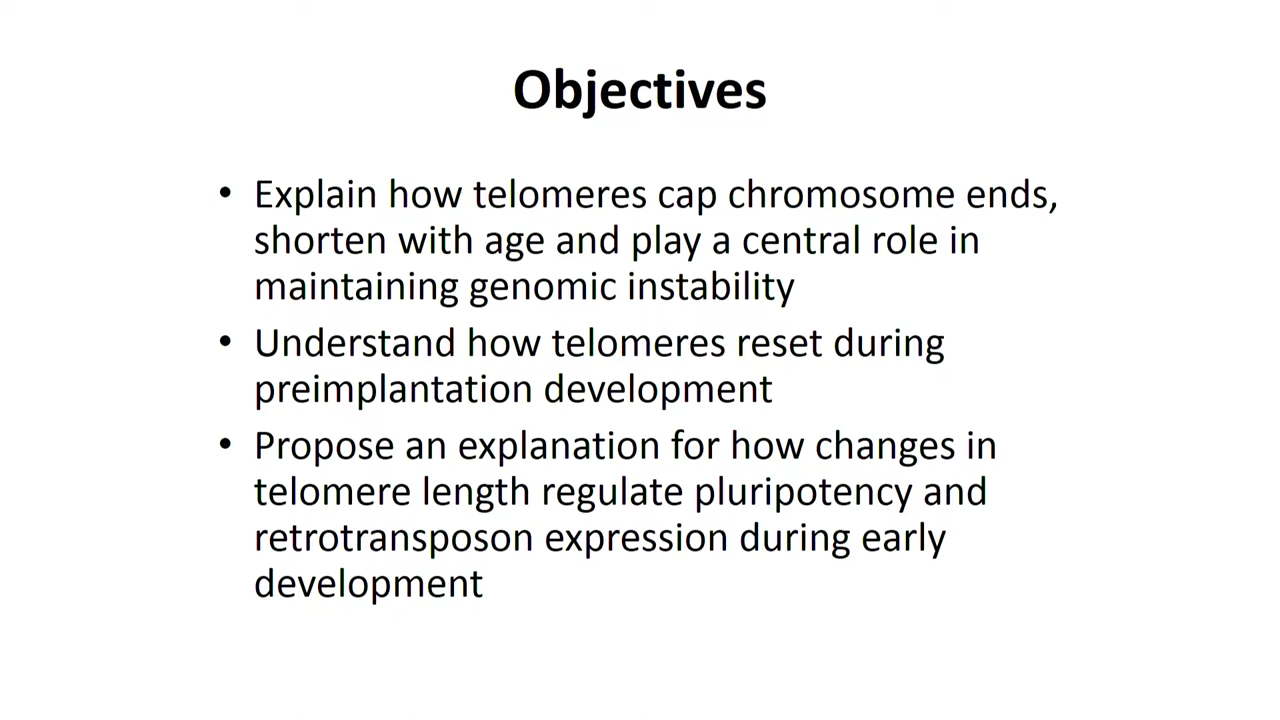 Objectives
• Explain how telomeres cap chromosome ends,
shorten with age and play a central role in
maintaining genomic instability
• Understand how telomeres reset during
preimplantation development
• Propose an explanation for how changes in
telomere length regulate pluripotency and
retrotransposon expression during early
development